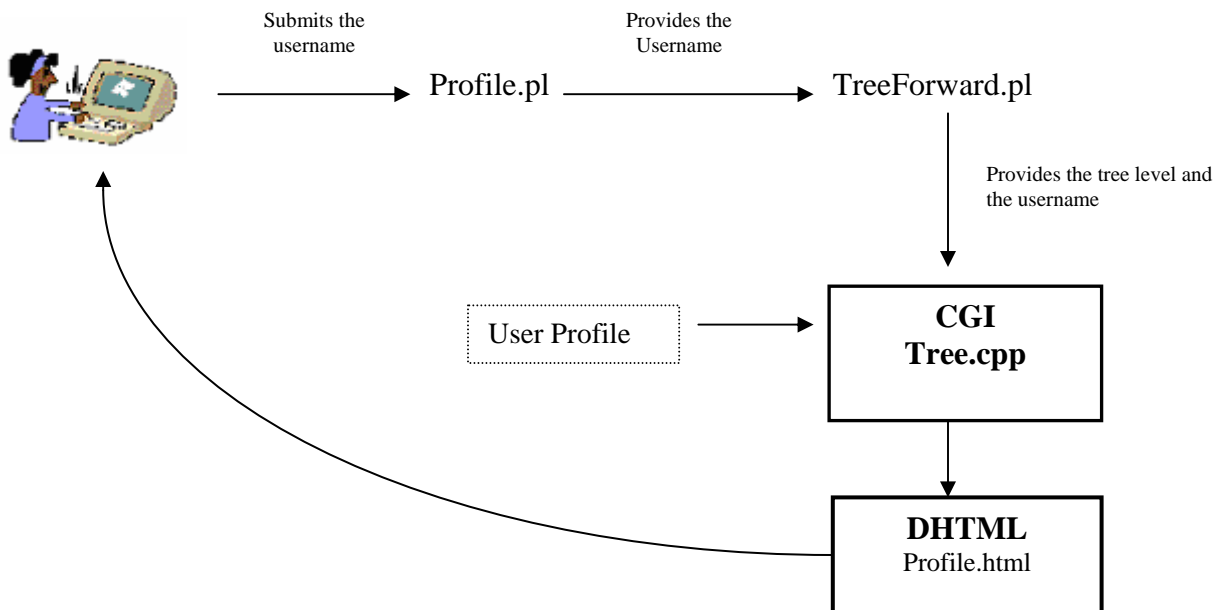 Submits the
username
Provides the
Username
Profile.pl
TreeForward.pl
Provides the tree level and
the username
User Profile
CGI
Tree.cpp
DHTML
Profile.html